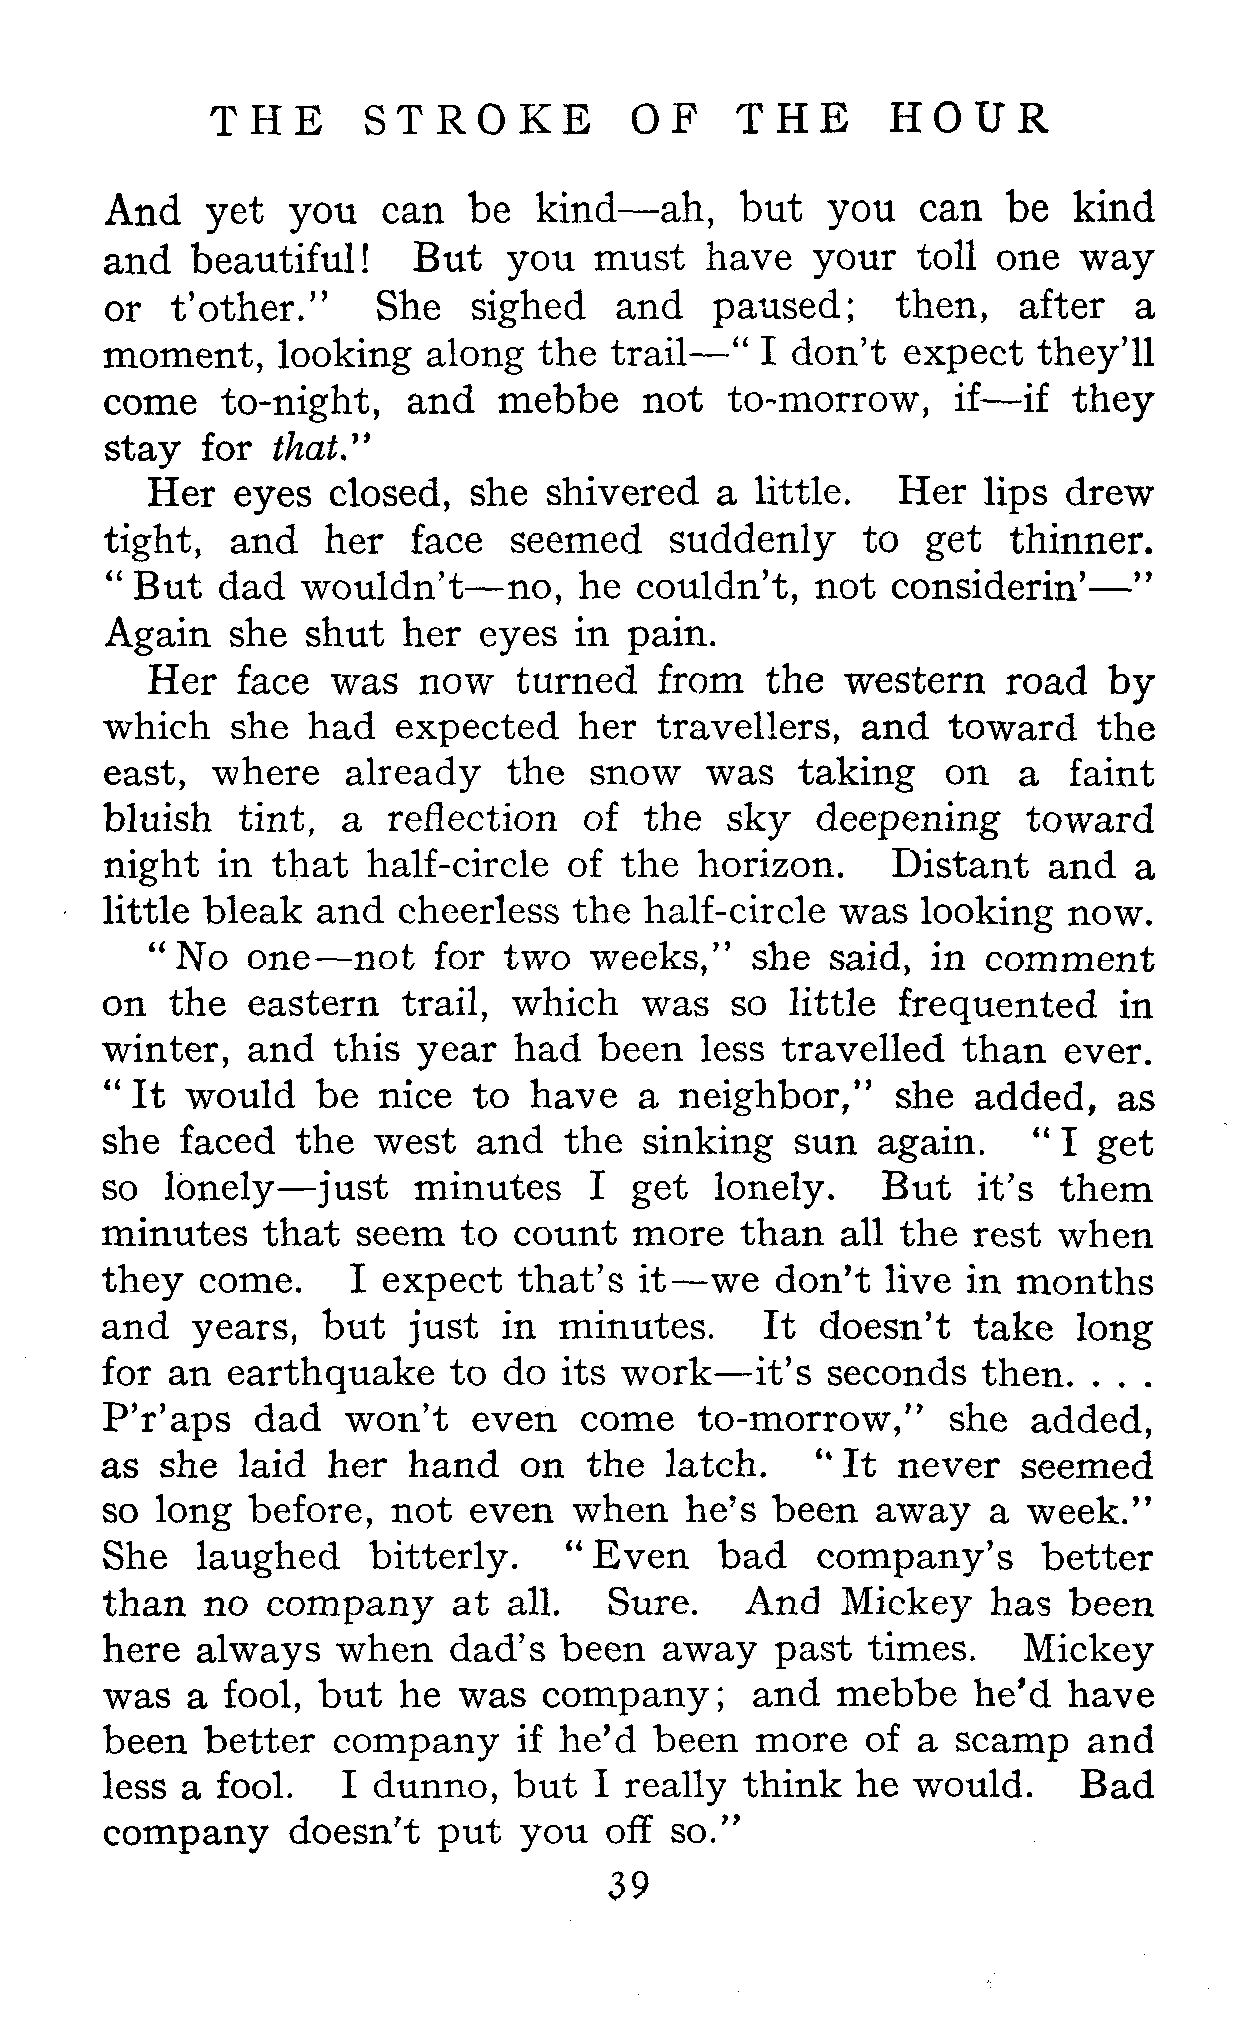 THE STROKE OF THE HOUR
And yet you can be kind—ah, but you can be kind
and beautiful! But you must have your toll one way
or t'other." She sighed and paused; then, after a
moment, looking along the trail—" I don't expect they'll
come to-night, and mebbe not to-morrow, if—if they
stay for that."
Her eyes closed, she shivered a little. Her lips drew
tight, and her face seemed suddenly to get thinner.
" But dad wouldn't—no, he couldn't, not considerin'—"
Again she shut her eyes in pain.
Her face was now turned from the western road by
which she had expected her travellers, and toward the
east, where already the snow was taking on a faint
bluish tint, a reflection of the sky deepening toward
night in that half-circle of the horizon. Distant and a
little bleak and cheerless the half-circle was looking now.
" No one—not for two weeks," she said, in comment
on the eastern trail, which was so little frequented in
winter, and this year had been less travelled than ever.
" It would be nice to have a neighbor," she added, as
she faced the west and the sinking sun again. " I get
so lonely—just minutes I get lonely. But it's them
minutes that seem to count more than all the rest when
they come. I expect that's it—we don't live in months
and years, but just in minutes. It doesn't take long
for an earthquake to do its work—it's seconds then. . . .
P'r'aps dad won't even come to-morrow," she added,
as she laid her hand on the latch. " It never seemed
so long before, not even when he's been away a week."
She laughed bitterly. " Even bad company's better
than no company at all. Sure. And Mickey has been
here always when dad's been away past times. Mickey
was a fool, but he was company; and mebbe he'd have
been better company if he'd been more of a scamp and
less a fool. I dunno, but I really think he would. Bad
company doesn't put you off so."
39